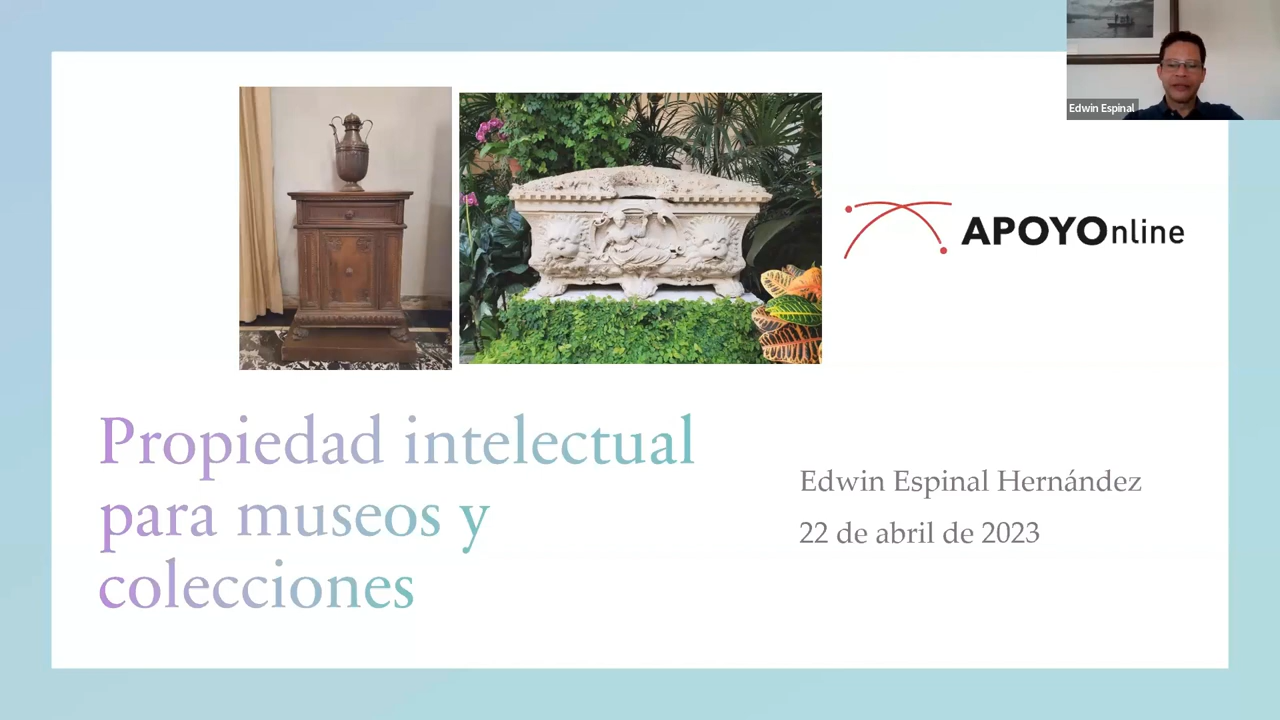 Edwin Espinal
APOYOnline
Propiedad intelectual
para museos y
colecciones
Edwin Espinal Hernández
22 de abril de 2023